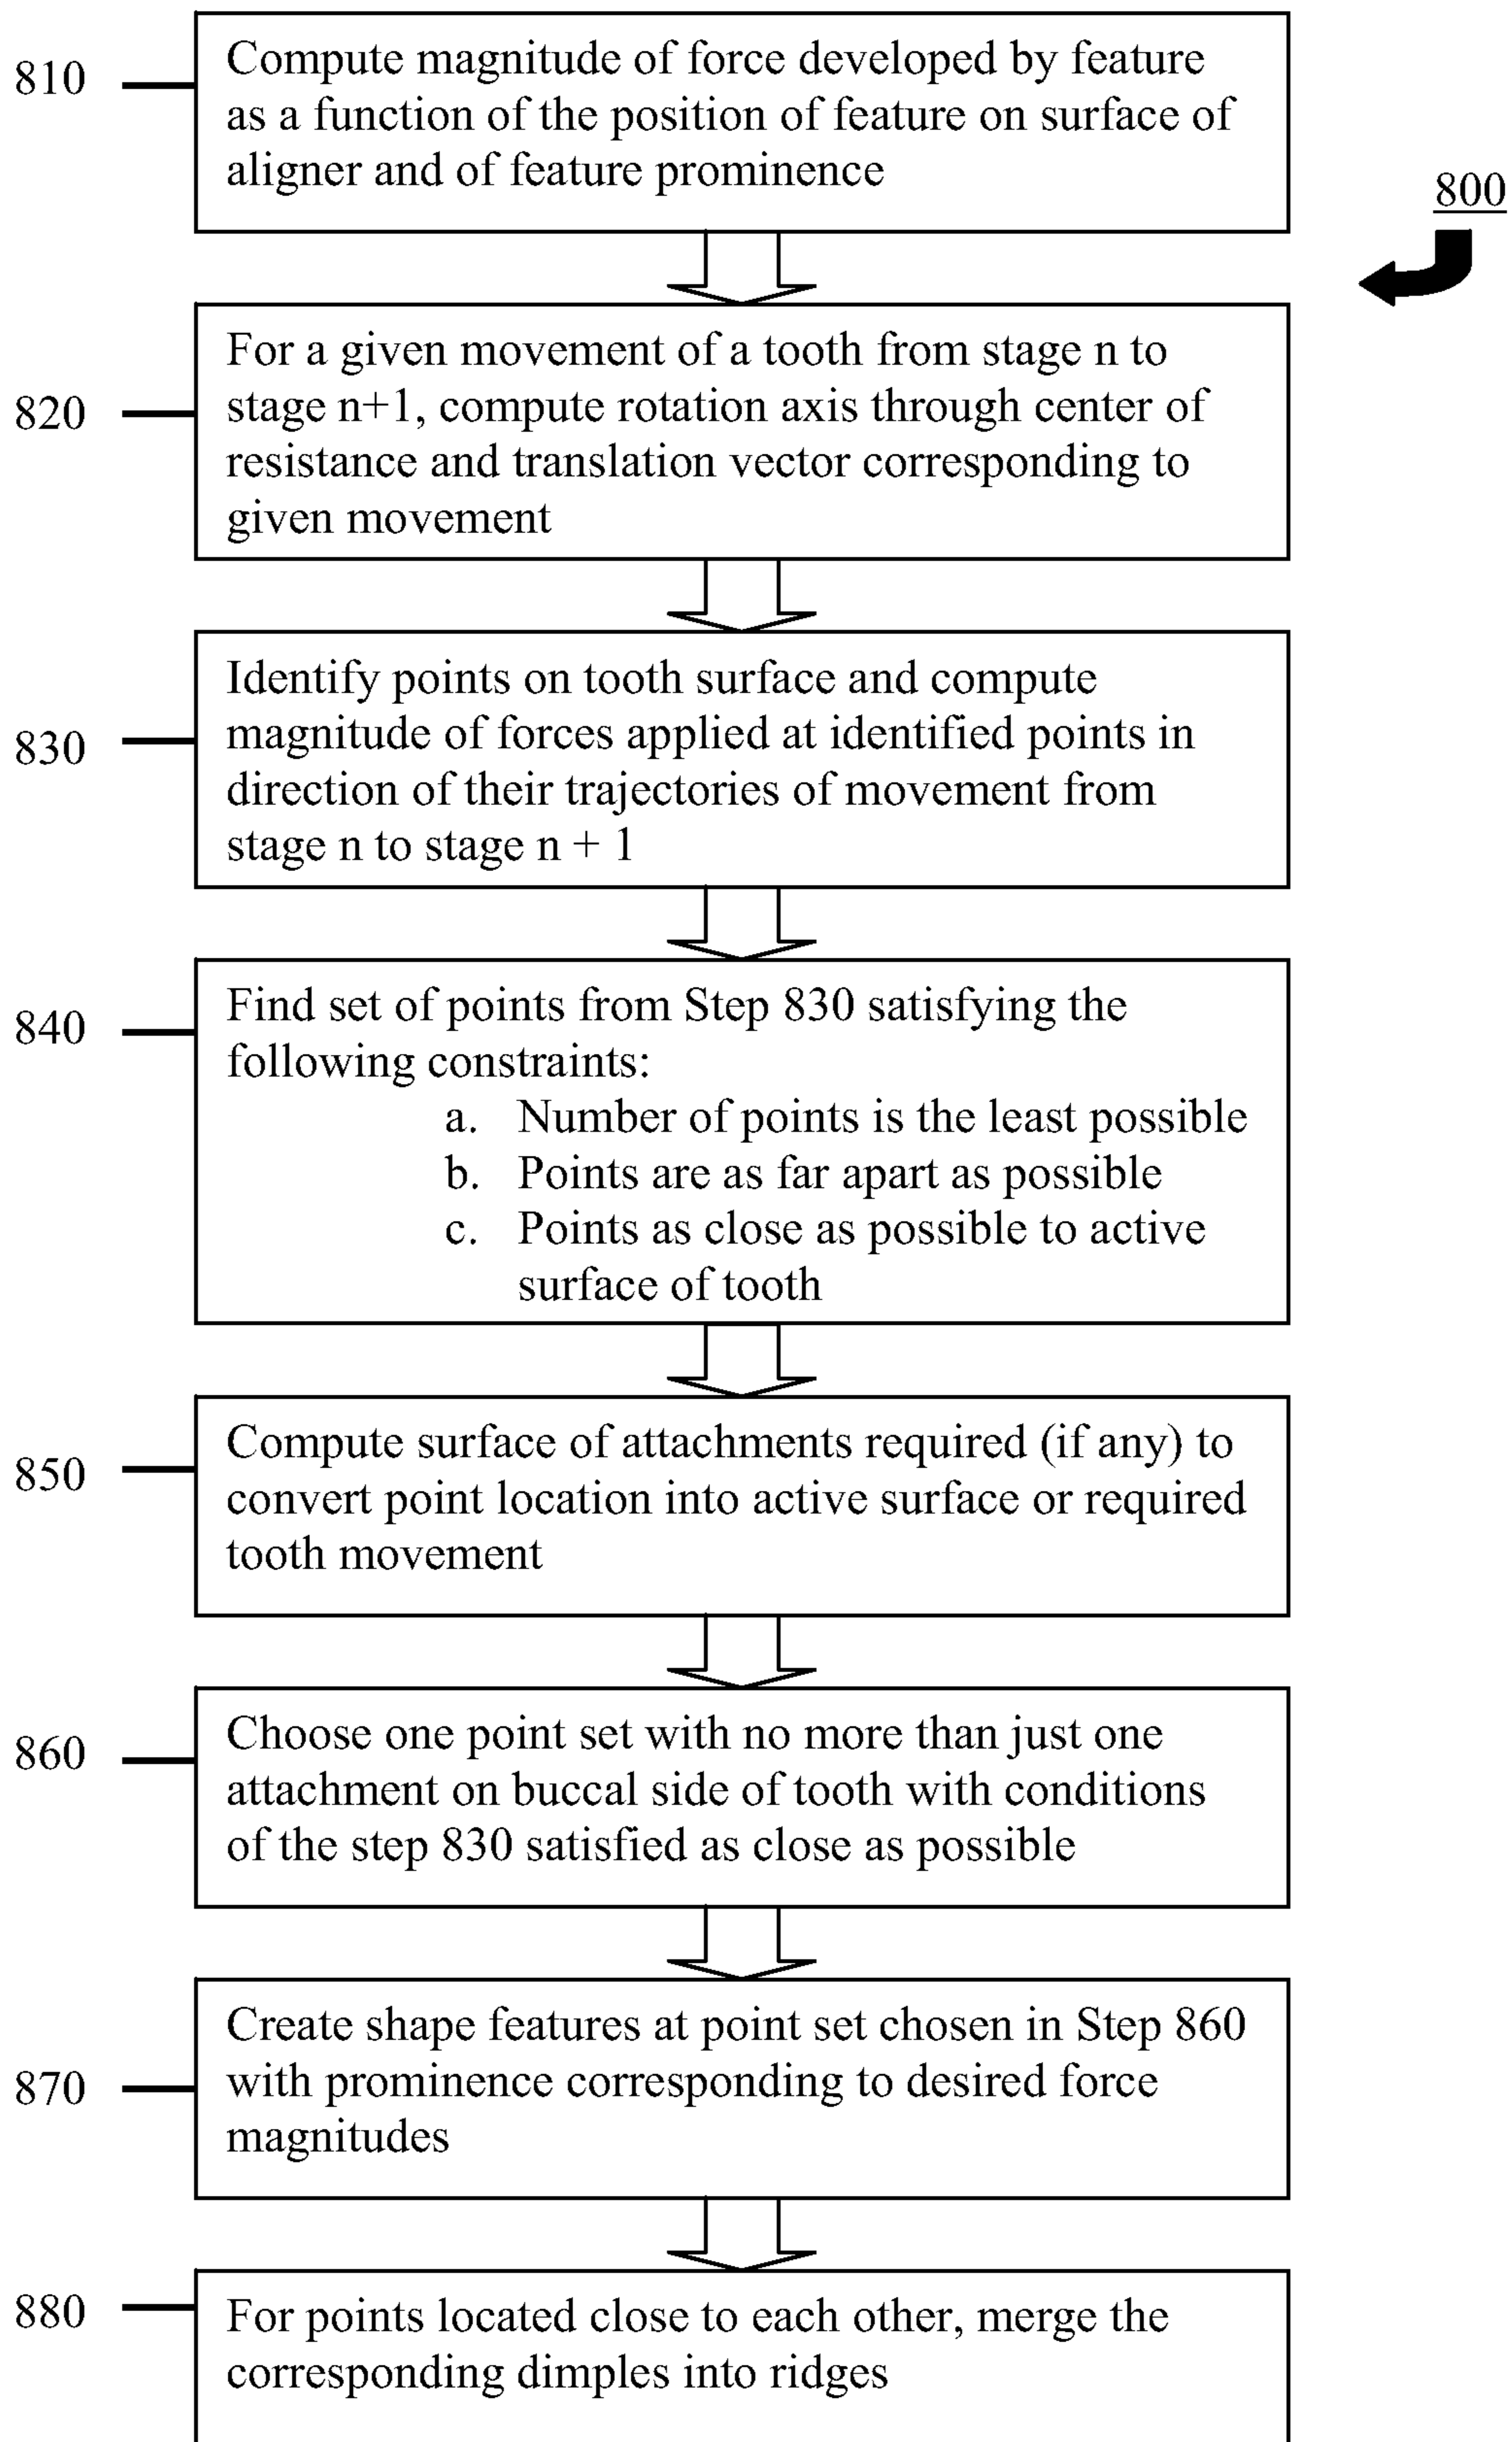 810
Compute magnitude of force developed by feature
as a function of the position of feature on surface of
aligner and of feature prominence
800
820
For a given movement of a tooth from stage n to
stage n+1, compute rotation axis through center of
resistance and translation vector corresponding to
given movement
830
Identify points on tooth surface and compute
magnitude of forces applied at identified points in
direction of their trajectories of movement from
stage n to stage n + 1
840
Find set of points from Step 830 satisfying the
following constraints:
a. Number of points is the least possible
b. Points are as far apart as possible
c. Points as close as possible to active
surface of tooth
850
Compute surface of attachments required (if any) to
convert point location into active surface or required
tooth movement
860
Choose one point set with no more than just one
attachment on buccal side of tooth with conditions
of the step 830 satisfied as close as possible
870
Create shape features at point set chosen in Step 860
with prominence corresponding to desired force
magnitudes
880
For points located close to each other, merge the
corresponding dimples into ridges